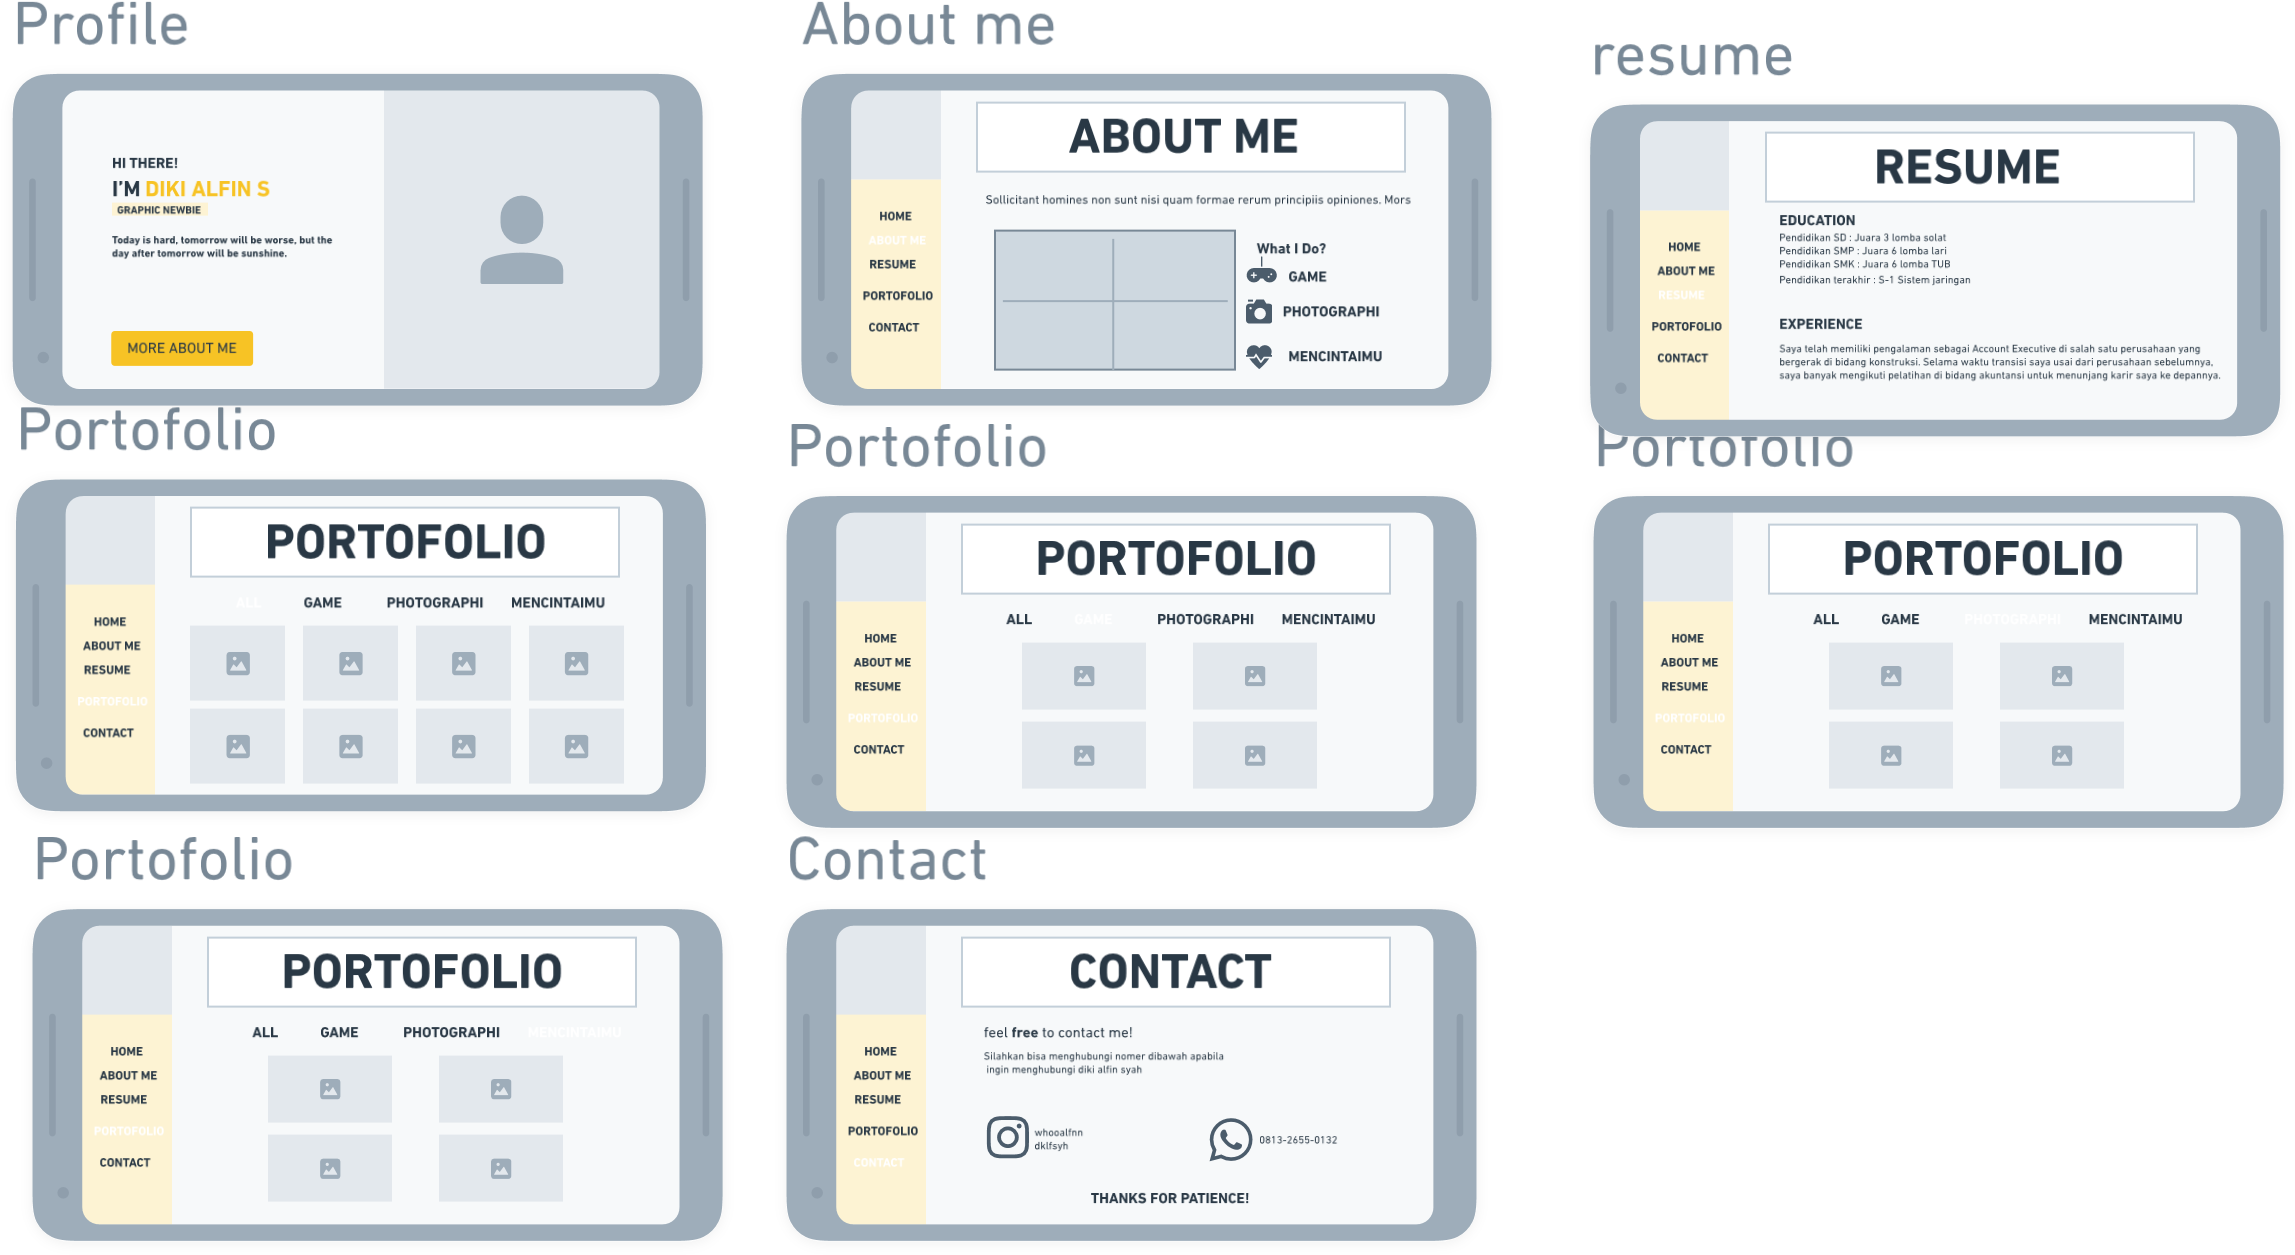 Profile
HI THERE!
I'M DIKI ALFIN S
GRAPHIC NEWBIE
Today is hard, tomorrow will be worse, but the
day after tomorrow will be sunshine.
MORE ABOUT ME
About me
ABOUT ME
HOME
ABOUT ME
RESUME
PORTOFOLIO
CONTACT
Sollicitant homines non sunt nisi quam formae rerum principiis opiniones. Mors
What I Do?
GAME
PHOTOGRAPHI
MENCINTAIMU
resume
RESUME
HOME
ABOUT ME
RESUME
PORTOFOLIO
CONTACT
EDUCATION
Pendidikan SD : Juara 3 lomba solat
Pendidikan SMP : Juara 6 lomba lari
Pendidikan SMK : Juara 6 lomba TUB
Pendidikan terakhir : S-1 Sistem jaringan
EXPERIENCE
Saya telah memiliki pengalaman sebagai Account Executive di salah satu perusahaan yang
bergerak di bidang konstruksi. Selama waktu transisi saya usai dari perusahaan sebelumnya,
saya banyak mengikuti pelatihan di bidang akuntansi untuk menunjang karir saya ke depannya.
Portofolio
PORTOFOLIO
HOME
ABOUT ME
RESUME
PORTOFOLIO
CONTACT
ALL GAME PHOTOGRAPHI MENCINTAIMU
Portofolio
PORTOFOLIO
HOME
ABOUT ME
RESUME
PORTOFOLIO
CONTACT
ALL GAME PHOTOGRAPHI MENCINTAIMU
Portofolio
PORTOFOLIO
HOME
ABOUT ME
RESUME
PORTOFOLIO
CONTACT
ALL GAME PHOTOGRAPHI MENCINTAIMU
Portofolio
PORTOFOLIO
HOME
ABOUT ME
RESUME
PORTOFOLIO
CONTACT
ALL GAME PHOTOGRAPHI MENCINTAIMU
Contact
CONTACT
HOME
ABOUT ME
RESUME
PORTOFOLIO
CONTACT
feel free to contact me!
Silahkan bisa menghubungi nomer dibawah apabila
ingin menghubungi diki alfin syah
whooalfnn
dklfsyh
0813-2655-0132
THANKS FOR PATIENCE!